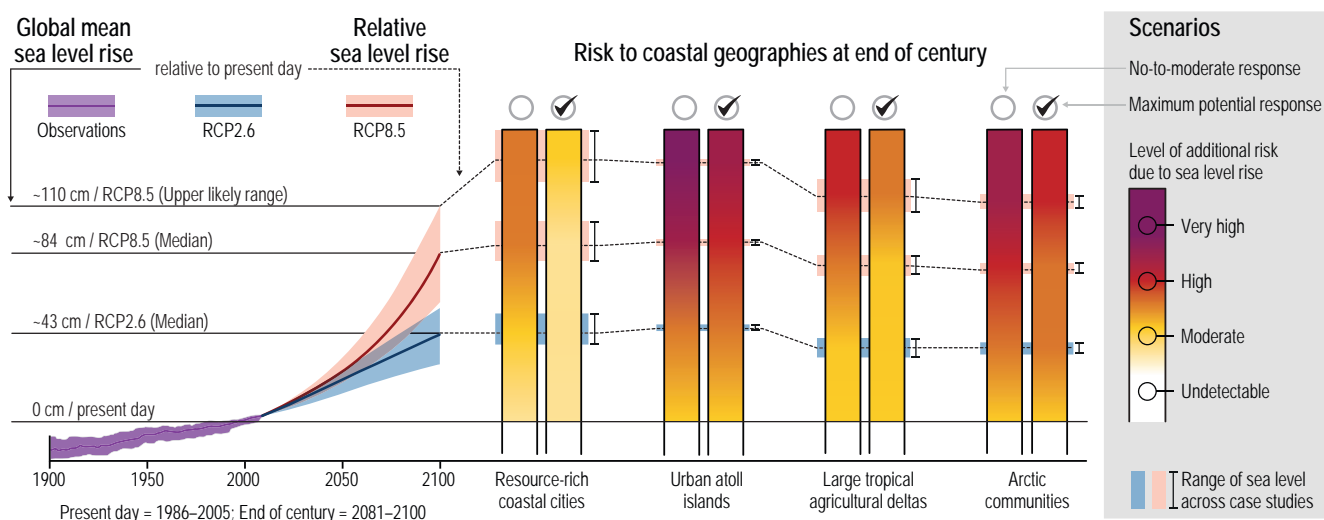 Global mean
sea level rise
Relative
sea level rise
relative to present day
Observations
RCP2.6
RCP8.5
~110 cm / RCP8.5 (Upper likely range)
~84 cm / RCP8.5 (Median)
~43 cm / RCP2.6 (Median)
0 cm / present day
1900
1950
2000
2050
2100
Present day = 1986–2005; End of century = 2081–2100
Risk to coastal geographies at end of century
Resource-rich
coastal cities
Urban atoll
islands
Large tropical
agricultural deltas
Arctic
communities
Scenarios
No-to-moderate response
Maximum potential response
Level of additional risk
due to sea level rise
Very high
High
Moderate
Undetectable
Range of sea level
across case studies